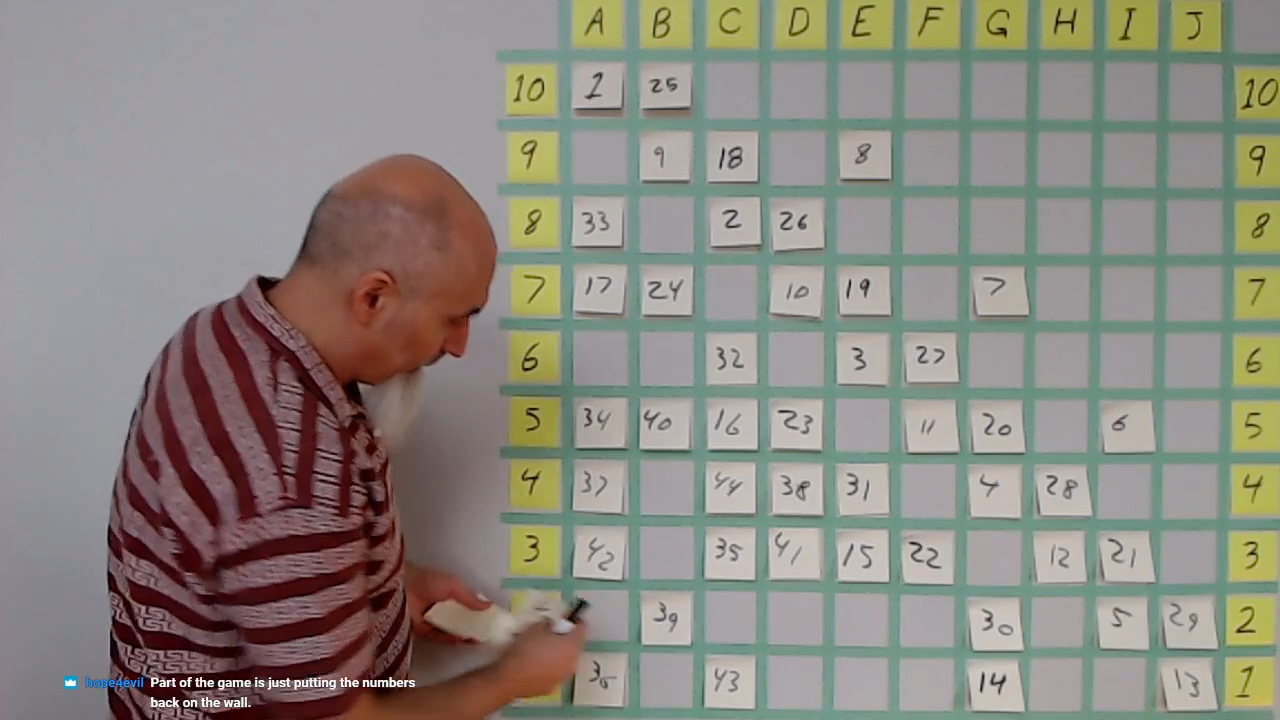 A B C D E F G H I J
10 1 25 10
9 9 18 8 9
8 33 2 26 8
7 17 24 10 19 7 7
6 32 3 27 6
5 34 40 16 23 11 20 6 5
4 37 44 38 31 4 28 4
3 42 35 41 15 22 12 21 3
39 30 5 29 2
43 14 13 1
hope4evil Part of the game is just putting the numbers
back on the wall.